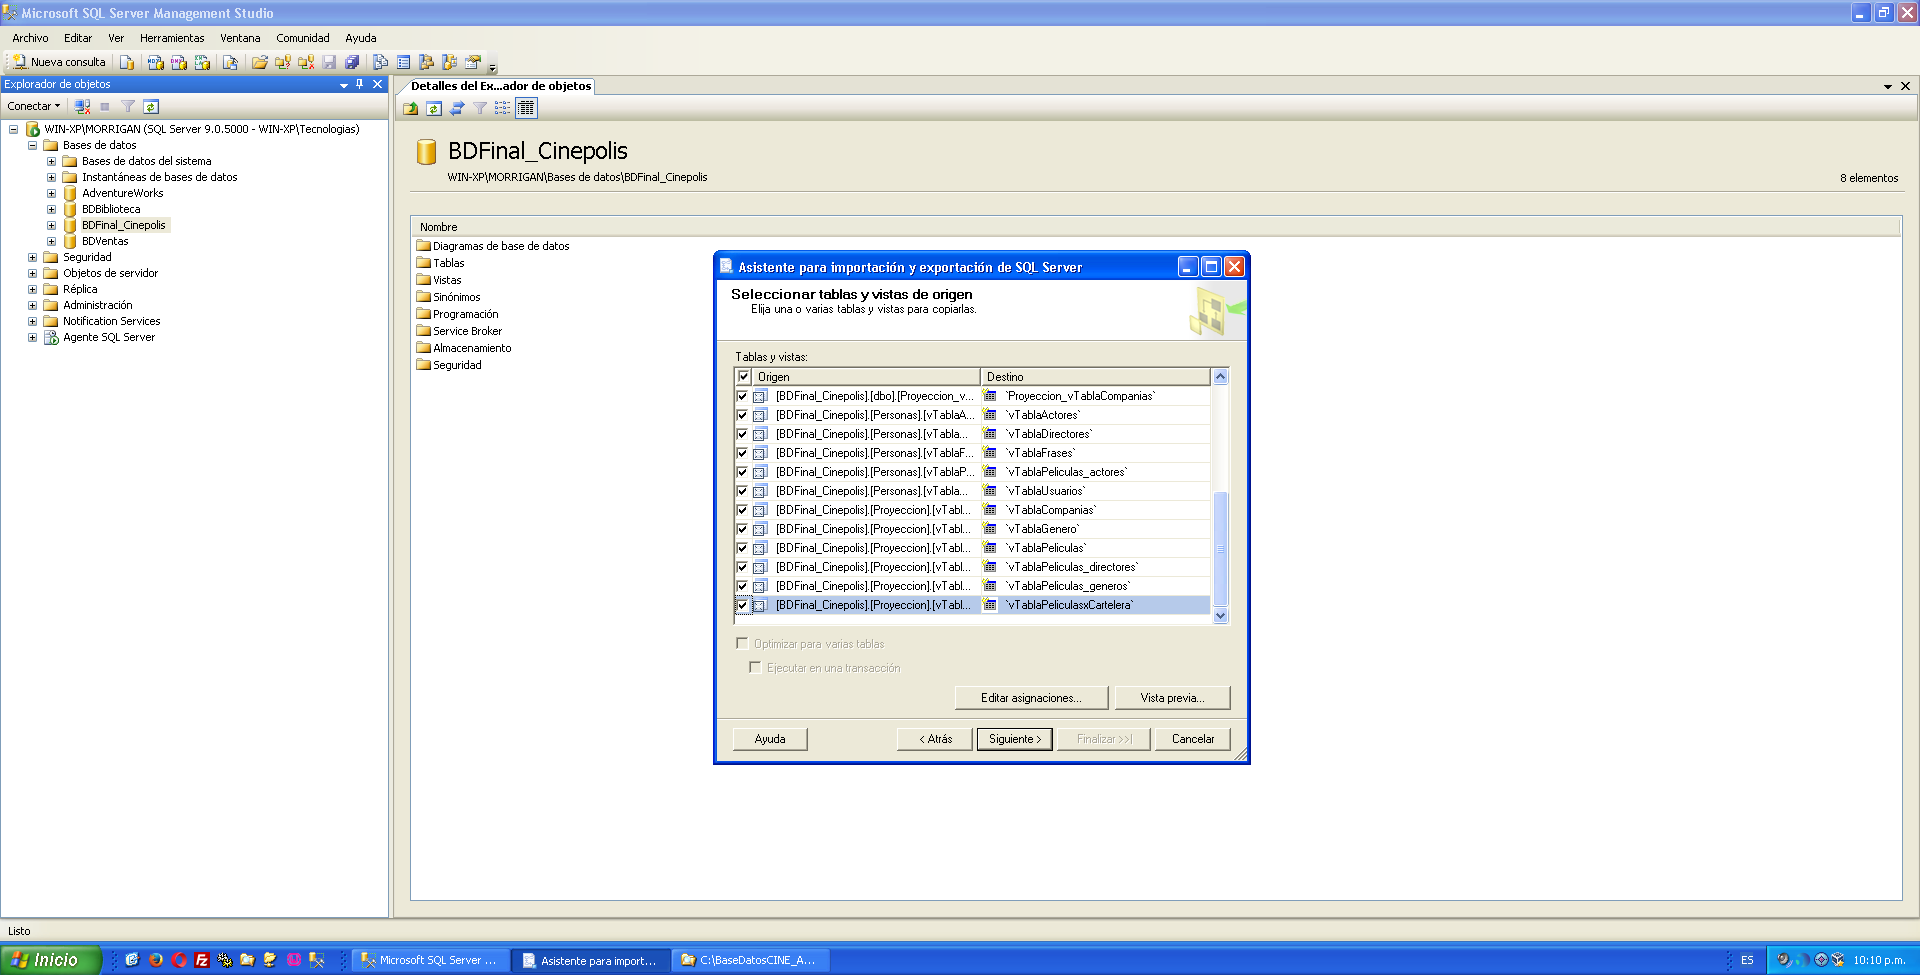 Microsoft SQL Server Management Studio
Archivo Editar Ver Herramientas Ventana Comunidad Ayuda
Nueva consulta
Explorador de objetos
Conectar
WIN-XP\MORRIGAN (SQL Server 9.0.5000 - WIN-XP\Tecnologias)
Bases de datos
Bases de datos del sistema
Instantáneas de bases de datos
AdventureWorks
BDBiblioteca
BDFinal_Cinepolis
BDVentas
Seguridad
Objetos de servidor
Réplica
Administración
Notification Services
Agente SQL Server
Detalles del Ex...ador de objetos
BDFinal_Cinepolis
WIN-XP\MORRIGAN\Bases de datos\BDFinal_Cinepolis
8 elementos
Nombre
Diagramas de base de datos
Tablas
Vistas
Sinónimos
Programación
Service Broker
Almacenamiento
Seguridad
Asistente para importación y exportación de SQL Server
Seleccionar tablas y vistas de origen
Elija una o varias tablas y vistas para copiarlas.
Tablas y vistas:
Origen Destino
[BDFinal_Cinepolis].[dbo].[Proyeccion_v... `Proyeccion_vTablaCompanias`
[BDFinal_Cinepolis].[Personas].[vTablaA... `vTablaActores`
[BDFinal_Cinepolis].[Personas].[vTabla... `vTablaDirectores`
[BDFinal_Cinepolis].[Personas].[vTablaF... `vTablaFrases`
[BDFinal_Cinepolis].[Personas].[vTablaP... `vTablaPeliculas_actores`
[BDFinal_Cinepolis].[Personas].[vTabla... `vTablaUsuarios`
[BDFinal_Cinepolis].[Proyeccion].[vTabl... `vTablaCompanias`
[BDFinal_Cinepolis].[Proyeccion].[vTabl... `vTablaGenero`
[BDFinal_Cinepolis].[Proyeccion].[vTabl... `vTablaPeliculas`
[BDFinal_Cinepolis].[Proyeccion].[vTabl... `vTablaPeliculas_directores`
[BDFinal_Cinepolis].[Proyeccion].[vTabl... `vTablaPeliculas_generos`
[BDFinal_Cinepolis].[Proyeccion].[vTabl... `vTablaPeliculasxCartelera`
Optimizar para varias tablas
Ejecutar en una transacción
Editar asignaciones... Vista previa...
Ayuda < Atrás Siguiente > Finalizar >>| Cancelar
Listo
Inicio Microsoft SQL Server ... Asistente para import... C:\BaseDatosCINE_A... ES 10:10 p.m.